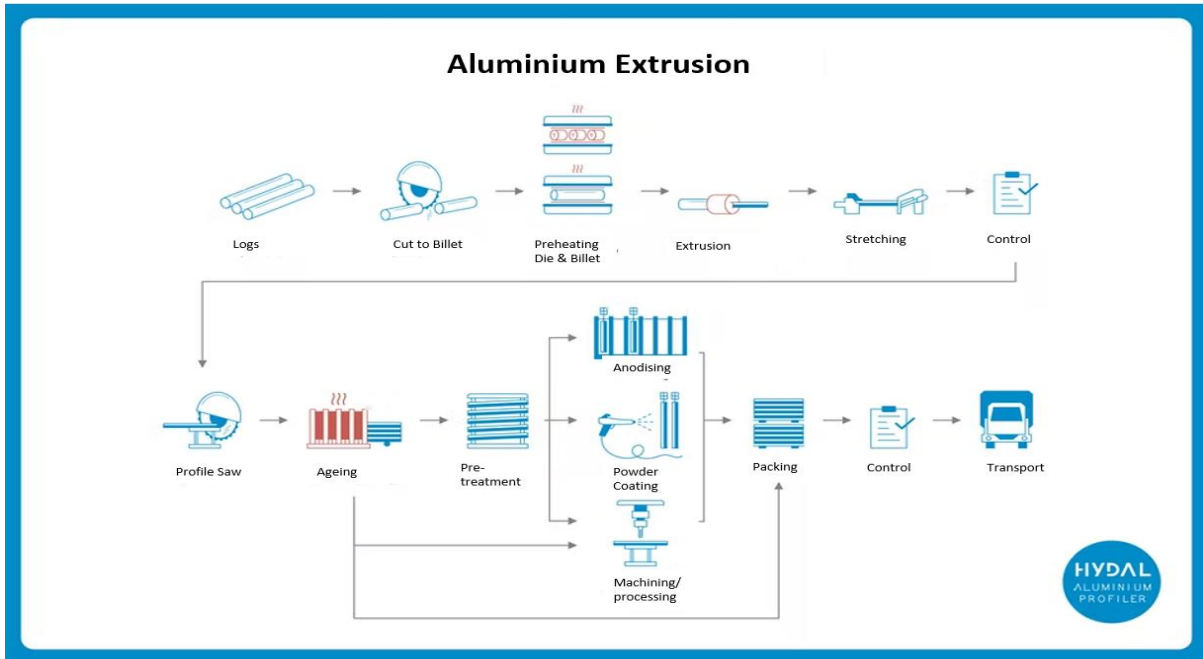 Aluminium Extrusion
Logs
Cut to Billet
Preheating
Die & Billet
Extrusion
Stretching
Control
Profile Saw
Ageing
Pre-
treatment
Anodising
Powder
Coating
Machining/
processing
Packing
Control
Transport
HYDAL
ALUMINIUM
PROFILER